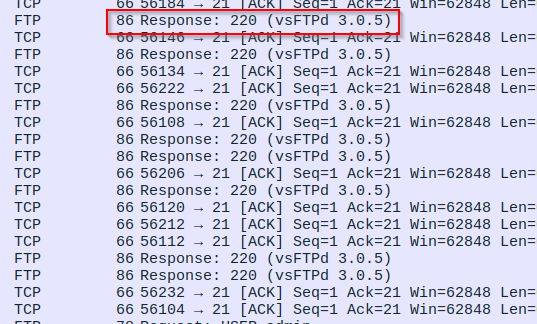 TCP 66 56184 → 21 [ACK] Seq=1 Ack=21 Win=62848 Len=
FTP 86 Response: 220 (vsFTPd 3.0.5)
TCP 66 56146 → 21 [ACK] Seq=1 Ack=21 Win=62848 Len=
FTP 86 Response: 220 (vsFTPd 3.0.5)
TCP 66 56134 → 21 [ACK] Seq=1 Ack=21 Win=62848 Len=
TCP 66 56222 → 21 [ACK] Seq=1 Ack=21 Win=62848 Len=
FTP 86 Response: 220 (vsFTPd 3.0.5)
TCP 66 56108 → 21 [ACK] Seq=1 Ack=21 Win=62848 Len=
FTP 86 Response: 220 (vsFTPd 3.0.5)
FTP 86 Response: 220 (vsFTPd 3.0.5)
TCP 66 56206 → 21 [ACK] Seq=1 Ack=21 Win=62848 Len=
FTP 86 Response: 220 (vsFTPd 3.0.5)
TCP 66 56120 → 21 [ACK] Seq=1 Ack=21 Win=62848 Len=
TCP 66 56212 → 21 [ACK] Seq=1 Ack=21 Win=62848 Len=
TCP 66 56112 → 21 [ACK] Seq=1 Ack=21 Win=62848 Len=
FTP 86 Response: 220 (vsFTPd 3.0.5)
FTP 86 Response: 220 (vsFTPd 3.0.5)
TCP 66 56232 → 21 [ACK] Seq=1 Ack=21 Win=62848 Len=
TCP 66 56104 → 21 [ACK] Seq=1 Ack=21 Win=62848 Len=
FTP 78 Request: USER admin